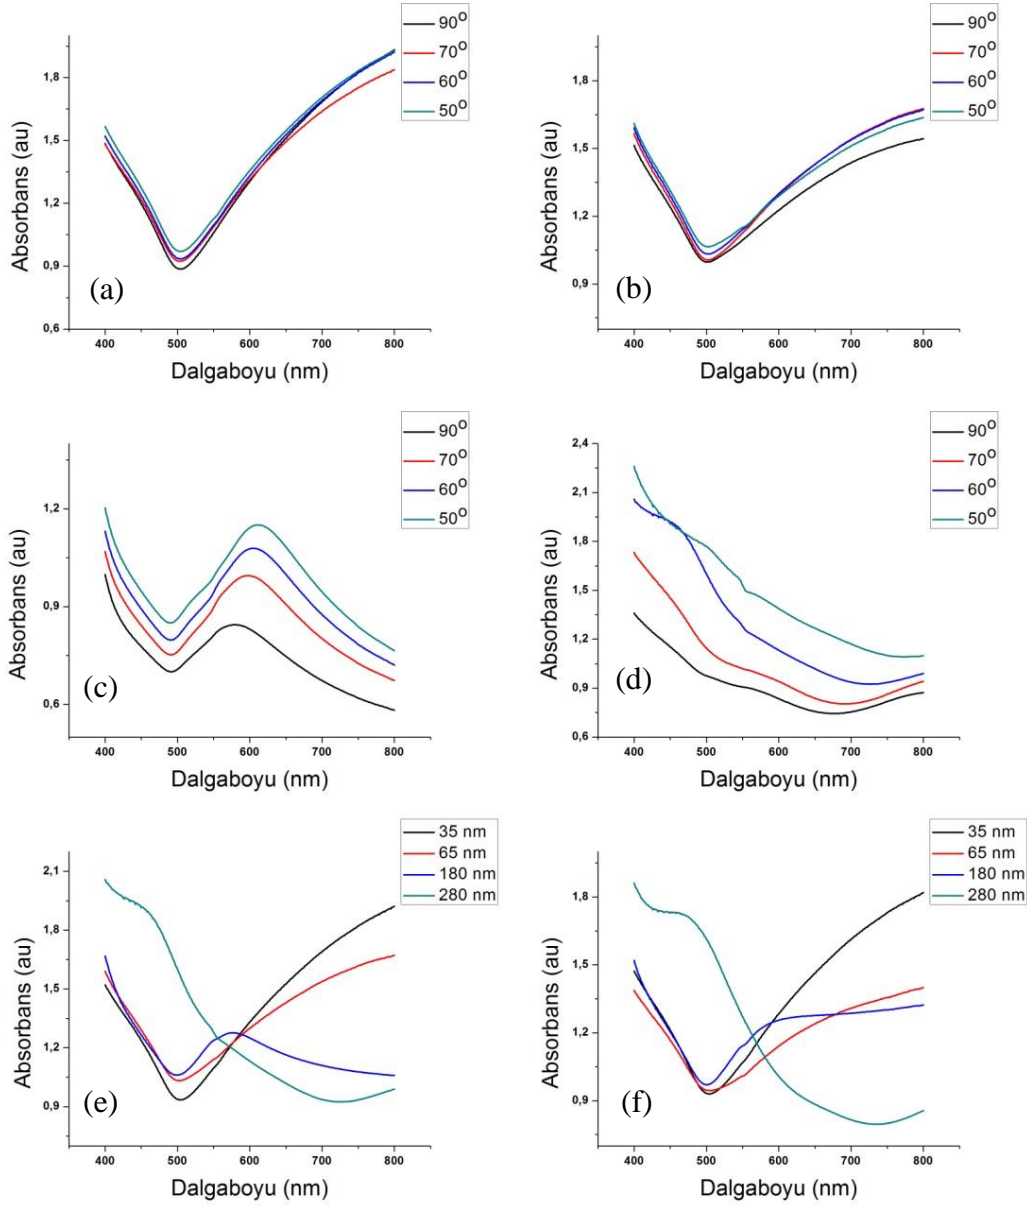 90°
70°
60°
50°
1,8
1,5
1,2
0,9
0,6
Absorbans (au)
(a)
400 500 600 700 800
Dalgaboyu (nm)
90°
70°
60°
50°
1,8
1,5
1,2
0,9
Absorbans (au)
(b)
400 500 600 700 800
Dalgaboyu (nm)
90°
70°
60°
50°
1,2
0,9
0,6
Absorbans (au)
(c)
400 500 600 700 800
Dalgaboyu (nm)
90°
70°
60°
50°
2,4
2,1
1,8
1,5
1,2
0,9
0,6
Absorbans (au)
(d)
400 500 600 700 800
Dalgaboyu (nm)
35 nm
65 nm
180 nm
280 nm
2,1
1,8
1,5
1,2
0,9
Absorbans (au)
(e)
400 500 600 700 800
Dalgaboyu (nm)
35 nm
65 nm
180 nm
280 nm
1,8
1,5
1,2
0,9
Absorbans (au)
(f)
400 500 600 700 800
Dalgaboyu (nm)